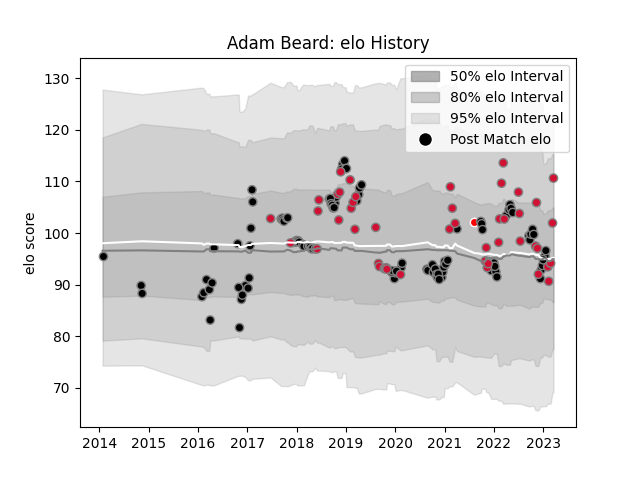 Adam Beard: elo History
50% elo Interval
80% elo Interval
95% elo Interval
Post Match elo
elo score
130
120
110
100
90
80
70
2014 2015 2016 2017 2018 2019 2020 2021 2022 2023